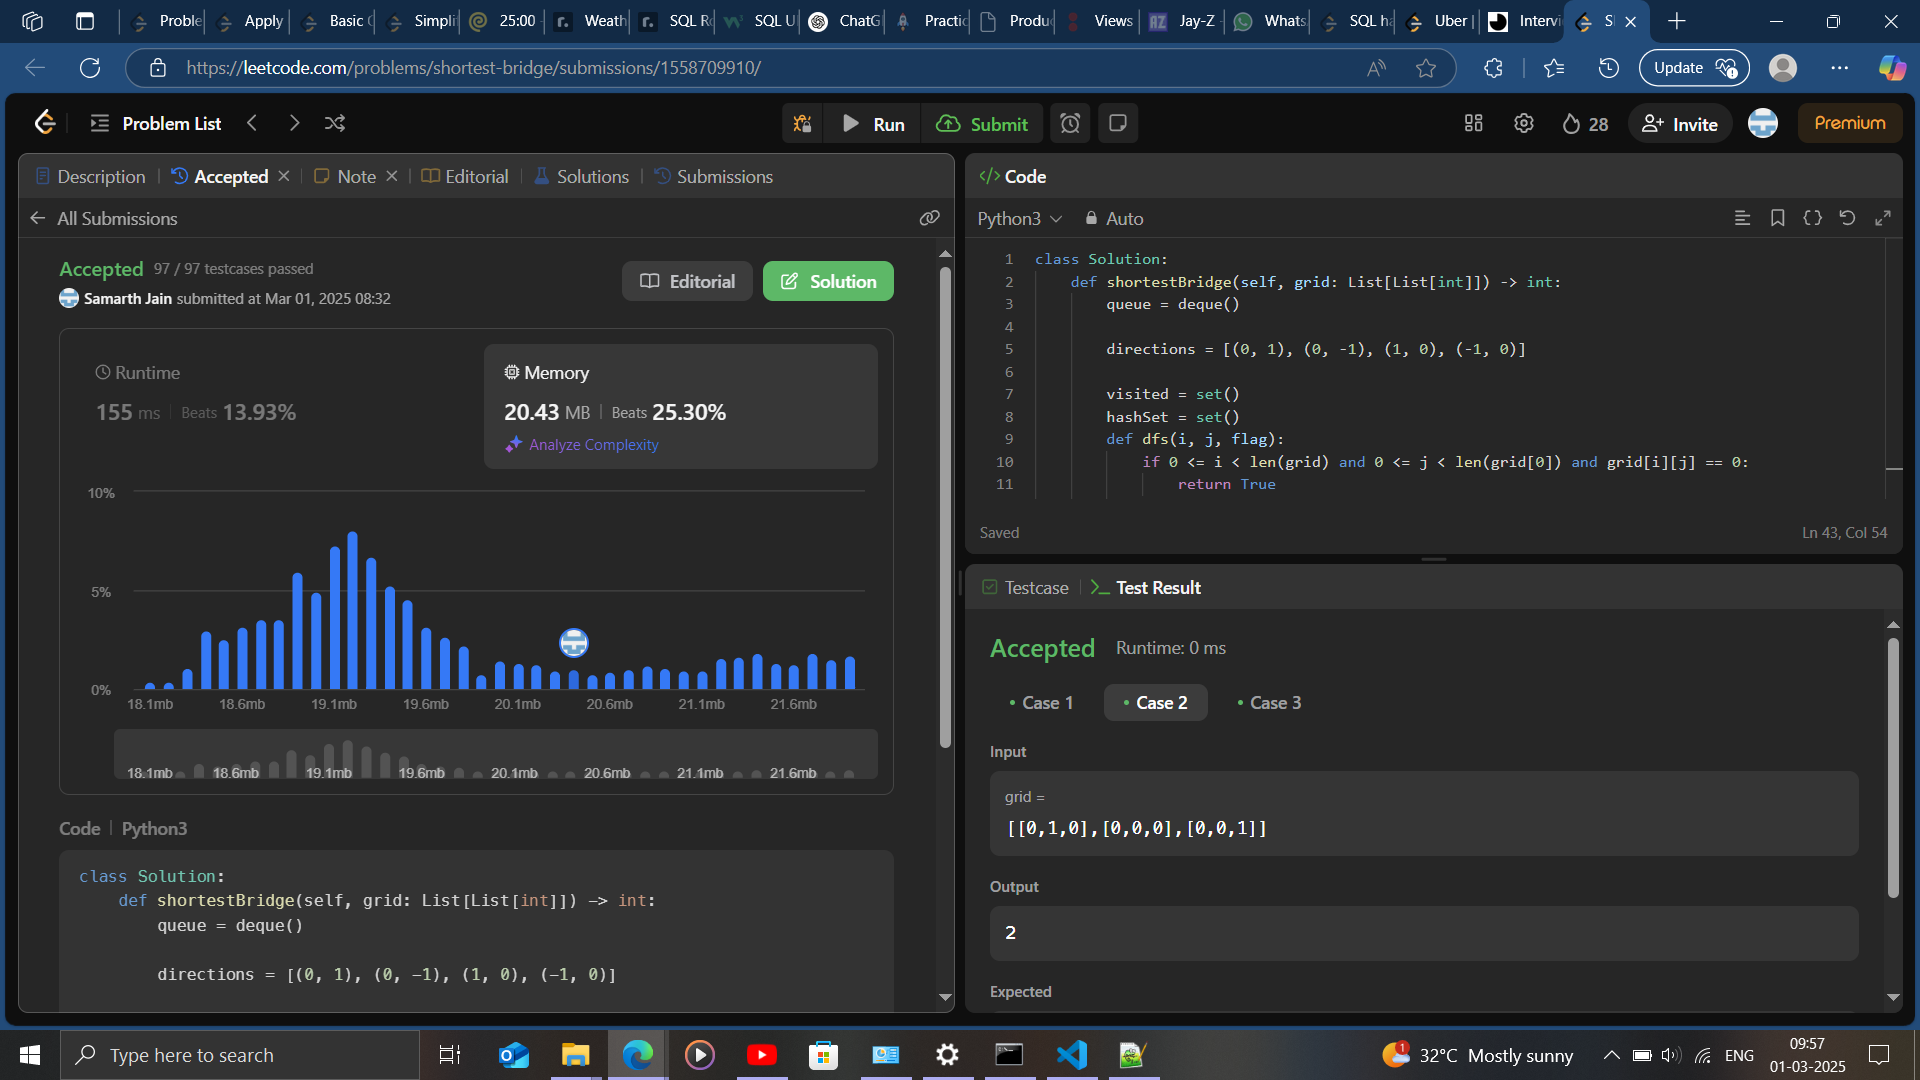 Proble
Apply
Basic
Simplif
25:00
Weath
SQL R
SQL U
ChatG
Practic
Produ
Views
Jay-Z
Whats
SQL ha
Uber |
Intervi
https://leetcode.com/problems/shortest-bridge/submissions/1558709910/
Update
Problem List
Run
Submit
28
Invite
Premium
Description
Accepted
Note
Editorial
Solutions
Submissions
All Submissions
Accepted 97 / 97 testcases passed
Samarth Jain submitted at Mar 01, 2025 08:32
Editorial
Solution
Runtime
155 ms | Beats 13.93%
Memory
20.43 MB | Beats 25.30%
Analyze Complexity
10%
5%
0%
18.1mb 18.6mb 19.1mb 19.6mb 20.1mb 20.6mb 21.1mb 21.6mb
18.1mb 18.6mb 19.1mb 19.6mb 20.1mb 20.6mb 21.1mb 21.6mb
Code | Python3
class Solution:
def shortestBridge(self, grid: List[List[int]]) -> int:
queue = deque()
directions = [(0, 1), (0, -1), (1, 0), (-1, 0)]
</> Code
Python3
Auto
1 class Solution:
2 def shortestBridge(self, grid: List[List[int]]) -> int:
3 queue = deque()
4
5 directions = [(0, 1), (0, -1), (1, 0), (-1, 0)]
6
7 visited = set()
8 hashSet = set()
9 def dfs(i, j, flag):
10 if 0 <= i < len(grid) and 0 <= j < len(grid[0]) and grid[i][j] == 0:
11 return True
Saved
Ln 43, Col 54
Testcase
Test Result
Accepted Runtime: 0 ms
• Case 1
• Case 2
• Case 3
Input
grid =
[[0,1,0],[0,0,0],[0,0,1]]
Output
2
Expected
Type here to search
1
32°C Mostly sunny
ENG
09:57
01-03-2025